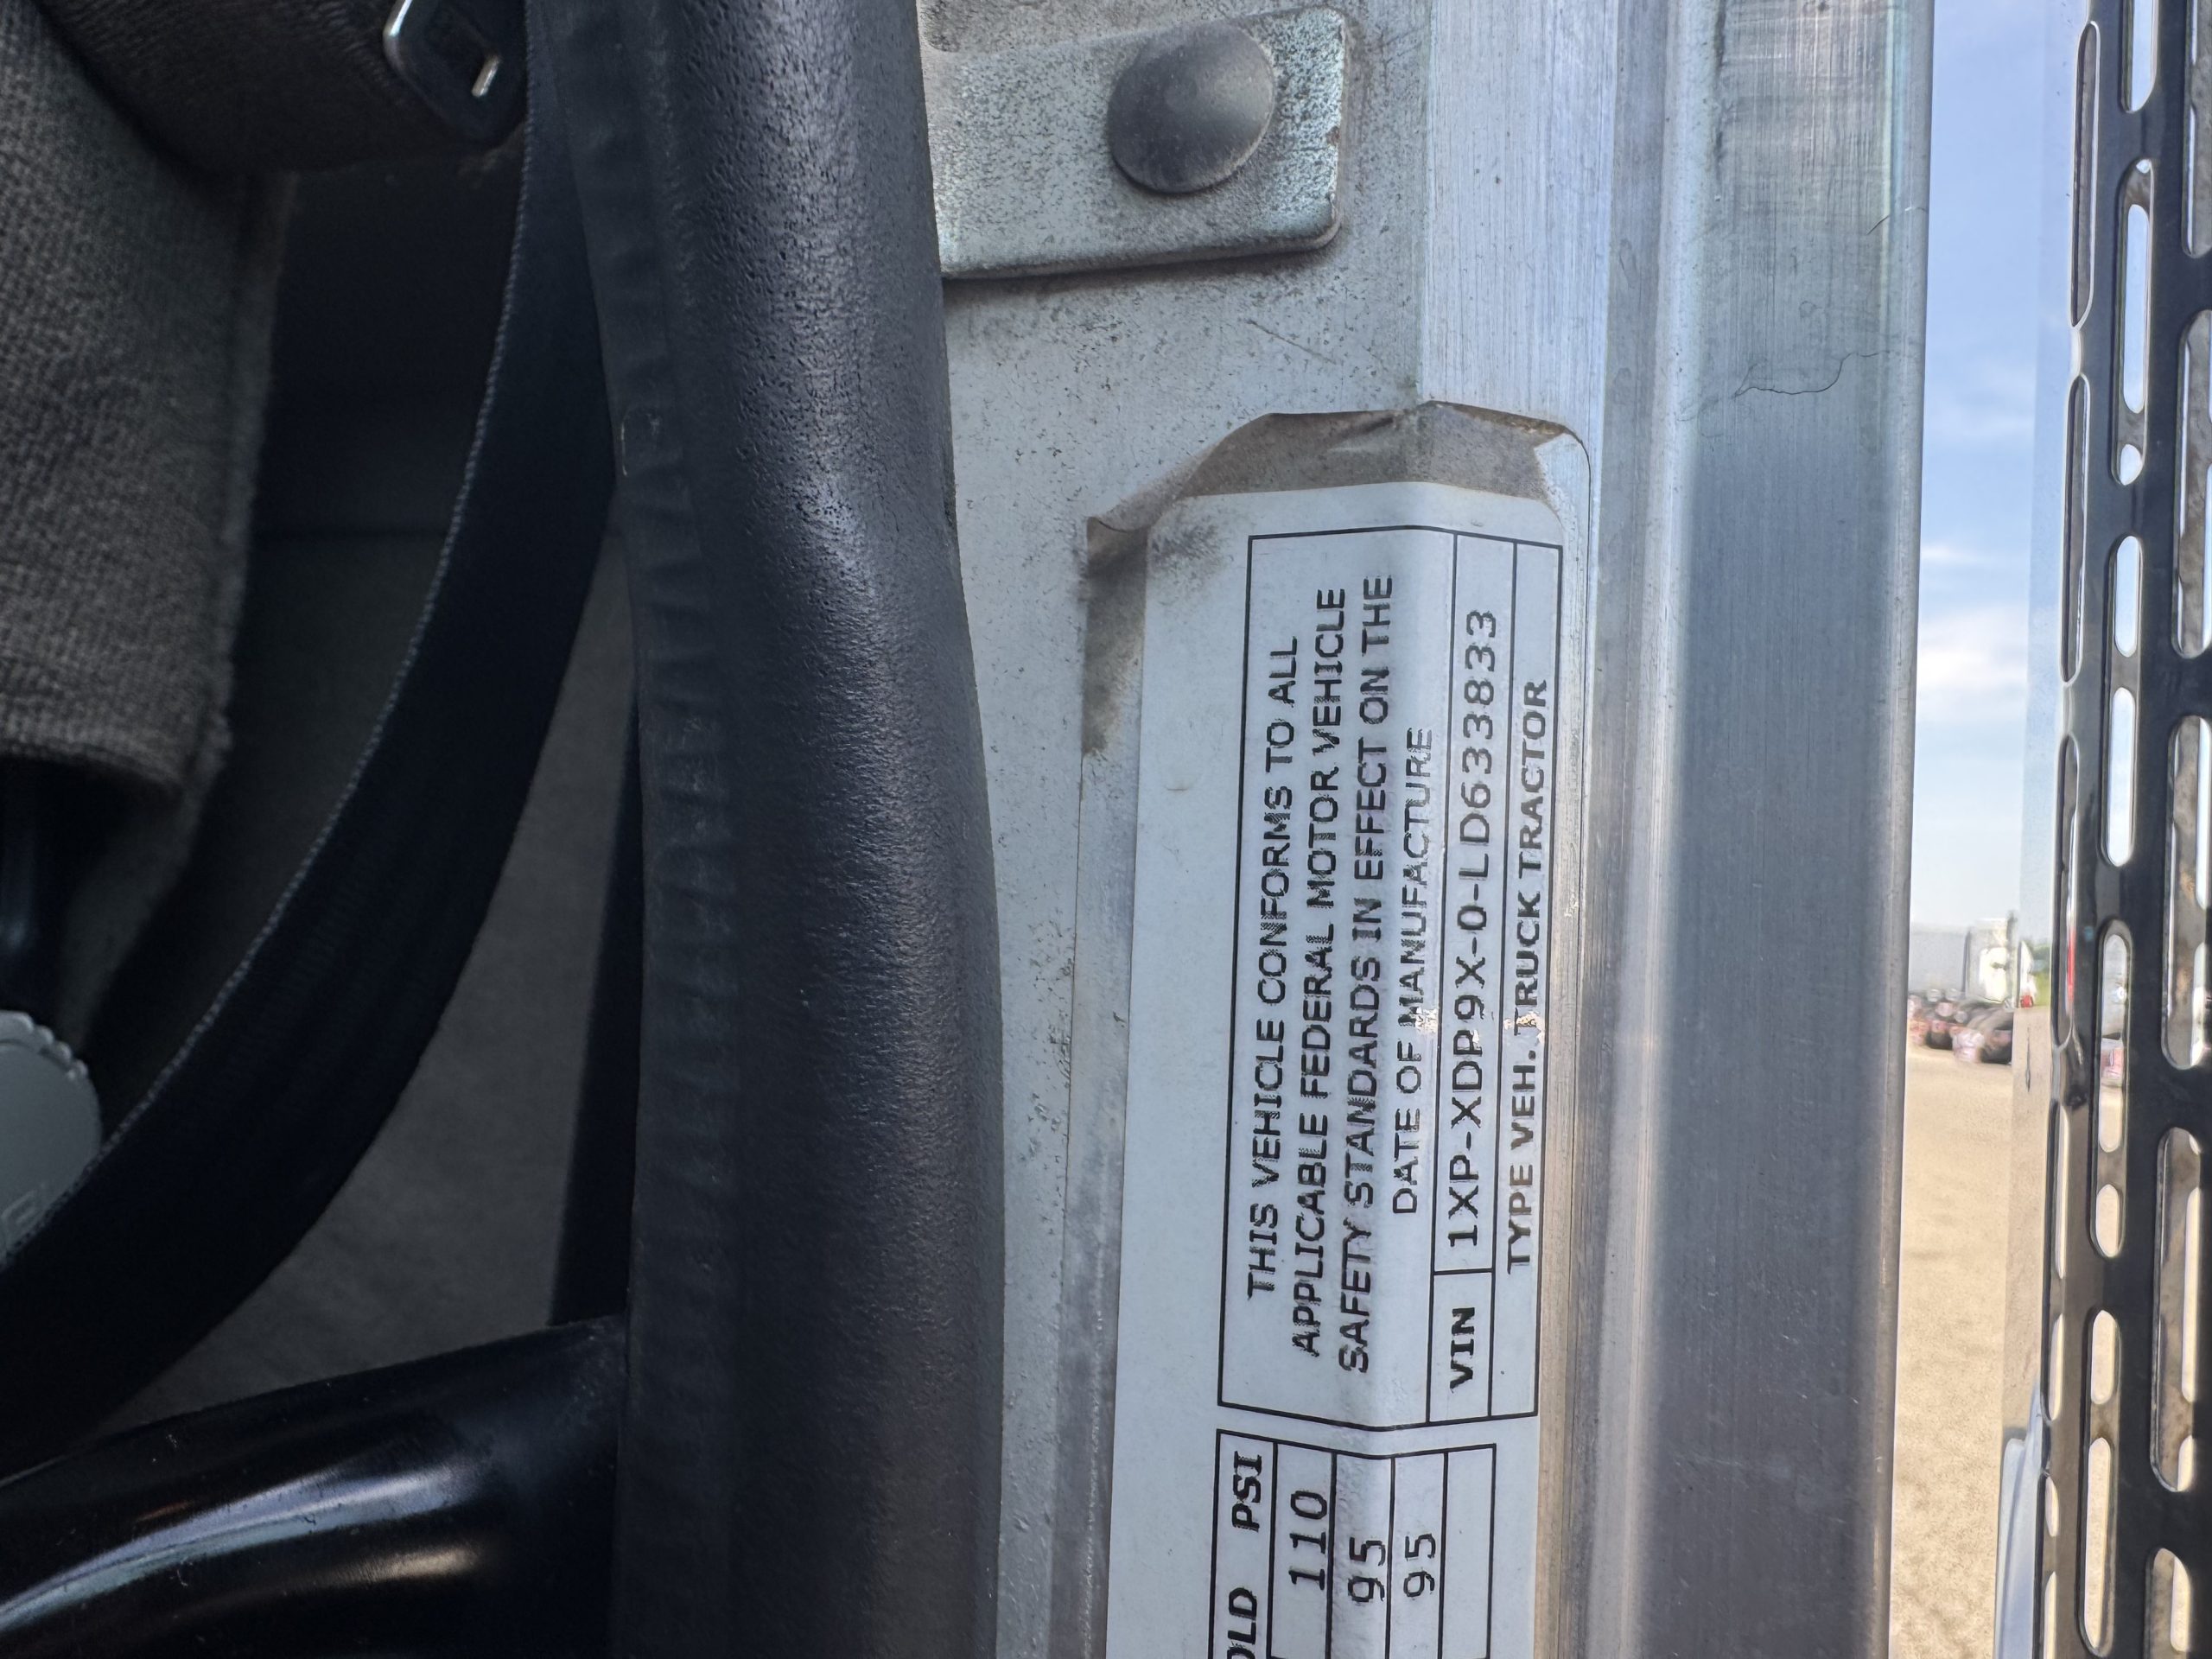 THIS VEHICLE CONFORMS TO ALL
APPLICABLE FEDERAL MOTOR VEHICLE
SAFETY STANDARDS IN EFFECT ON THE
DATE OF MANUFACTURE
VIN 1XP-XDP9X-0-LD633833
TYPE VEH. TRUCK TRACTOR
OLD PSI
110
95
95